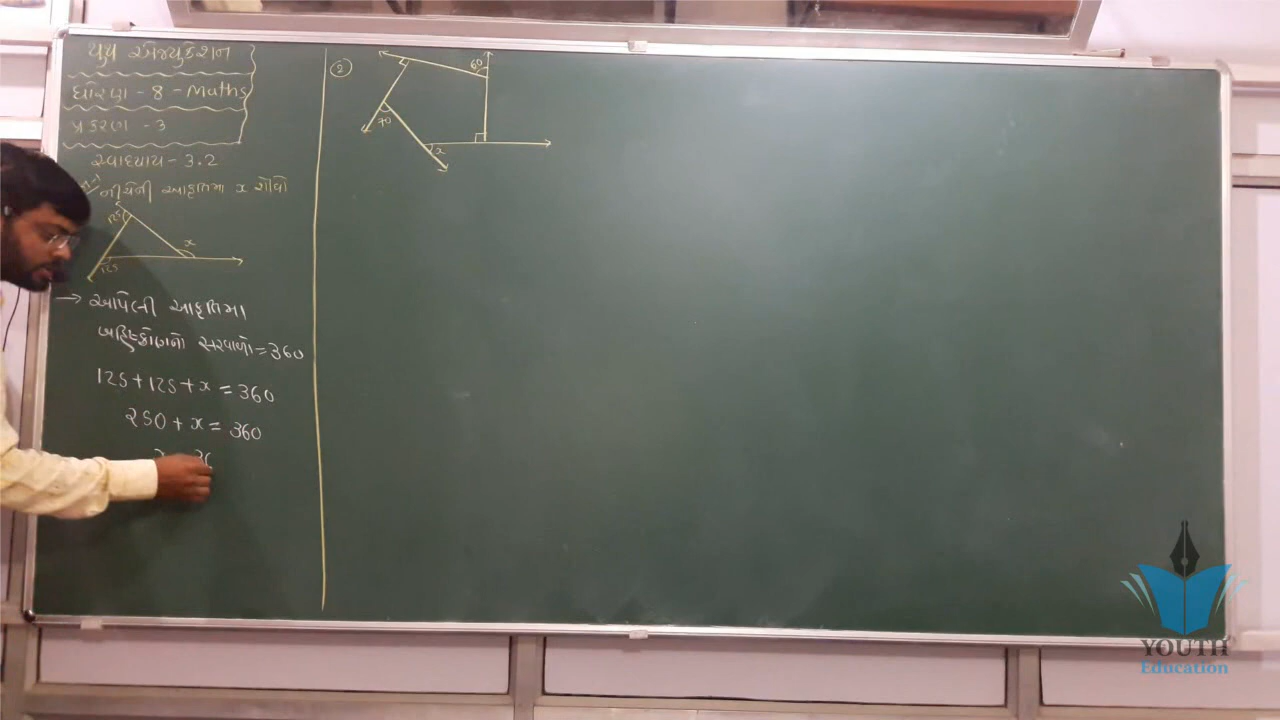 યુથ એજ્યુકેશન
ધોરણ - 8 - Maths
પ્રકરણ - 3
સ્વાધ્યાય - 3.2
નીચેની આકૃતિમા x શોધો
125
x
125
→ આપેલી આકૃતિમા
બહિષ્કોણનો સરવાળો = 360
125 + 125 + x = 360
250 + x = 360
2
60
70
x
YOUTH
Education